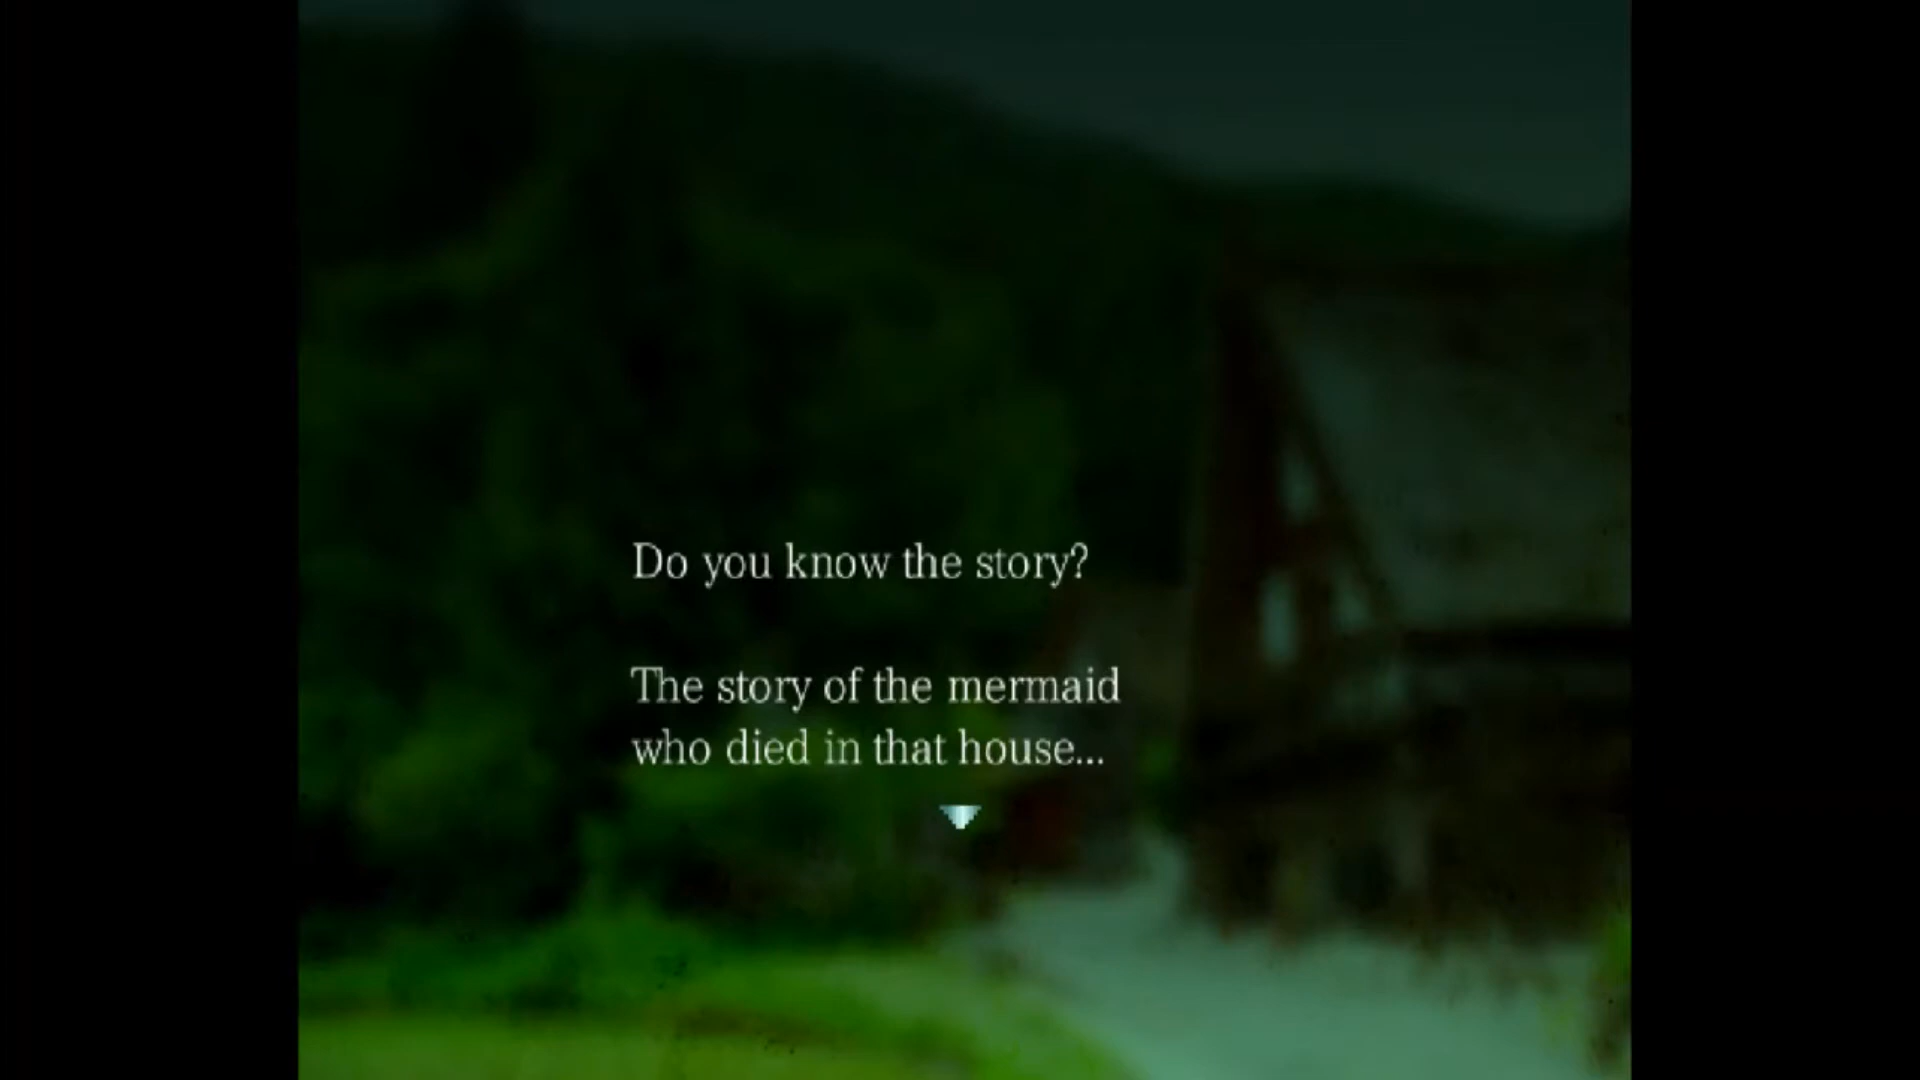 Do you know the story?
The story of the mermaid
who died in that house...